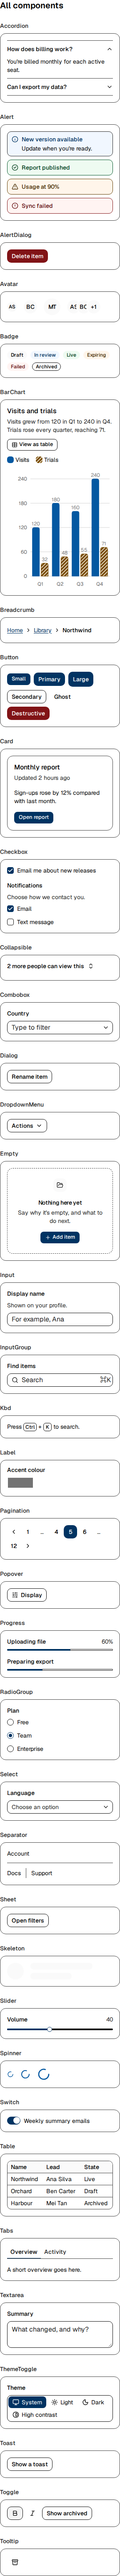 All components
Accordion
How does billing work?
You're billed monthly for each active
seat.
Can I export my data?
Alert
New version available
Update when you're ready.
Report published
Usage at 90%
Sync failed
AlertDialog
Delete item
Avatar
AS BC MT AS BC +1
Badge
Draft In review Live Expiring
Failed Archived
BarChart
Visits and trials
Visits grew from 120 in Q1 to 240 in Q4.
Trials rose every quarter, reaching 71.
View as table
Visits Trials
240
180
120
60
0
120 32
180 48
160 53
240 71
Q1 Q2 Q3 Q4
Breadcrumb
Home Library Northwind
Button
Small Primary Large
Secondary Ghost
Destructive
Card
Monthly report
Updated 2 hours ago
Sign-ups rose by 12% compared
with last month.
Open report
Checkbox
Email me about new releases
Notifications
Choose how we contact you.
Email
Text message
Collapsible
2 more people can view this
Combobox
Country
Type to filter
Dialog
Rename item
DropdownMenu
Actions
Empty
Nothing here yet
Say why it's empty, and what to
do next.
Add item
Input
Display name
Shown on your profile.
For example, Ana
InputGroup
Find items
Search ⌘K
Kbd
Press Ctrl + K to search.
Label
Accent colour
Pagination
1 … 4 5 6 …
12
Popover
Display
Progress
Uploading file 60%
Preparing export
RadioGroup
Plan
Free
Team
Enterprise
Select
Language
Choose an option
Separator
Account
Docs Support
Sheet
Open filters
Skeleton
Slider
Volume 40
Spinner
Switch
Weekly summary emails
Table
Name Lead State
Northwind Ana Silva Live
Orchard Ben Carter Draft
Harbour Mei Tan Archived
Tabs
Overview Activity
A short overview goes here.
Textarea
Summary
What changed, and why?
ThemeToggle
Theme
System Light Dark
High contrast
Toast
Show a toast
Toggle
B I Show archived
Tooltip